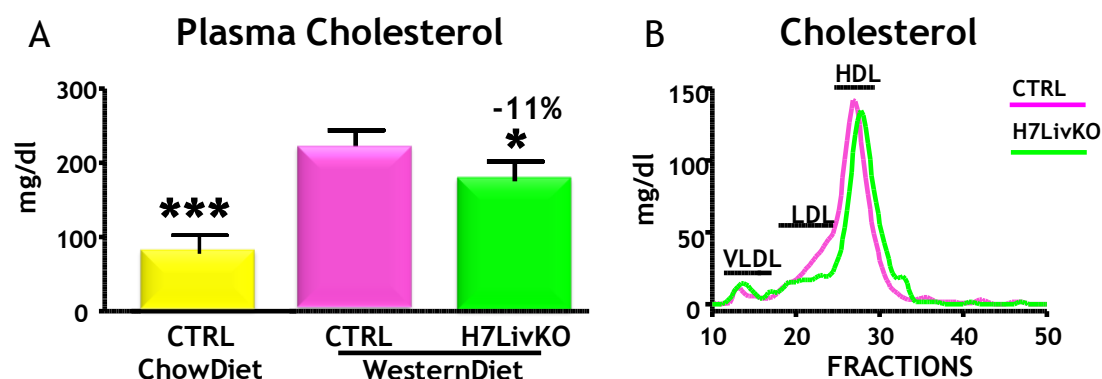 A Plasma Cholesterol
mg/dl
300
200
100
0
***
-11%
*
CTRL CTRL H7LivKO
ChowDiet WesternDiet
B Cholesterol
mg/dl
150
100
50
0
HDL
LDL
VLDL
CTRL
H7LivKO
10 20 30 40 50
FRACTIONS